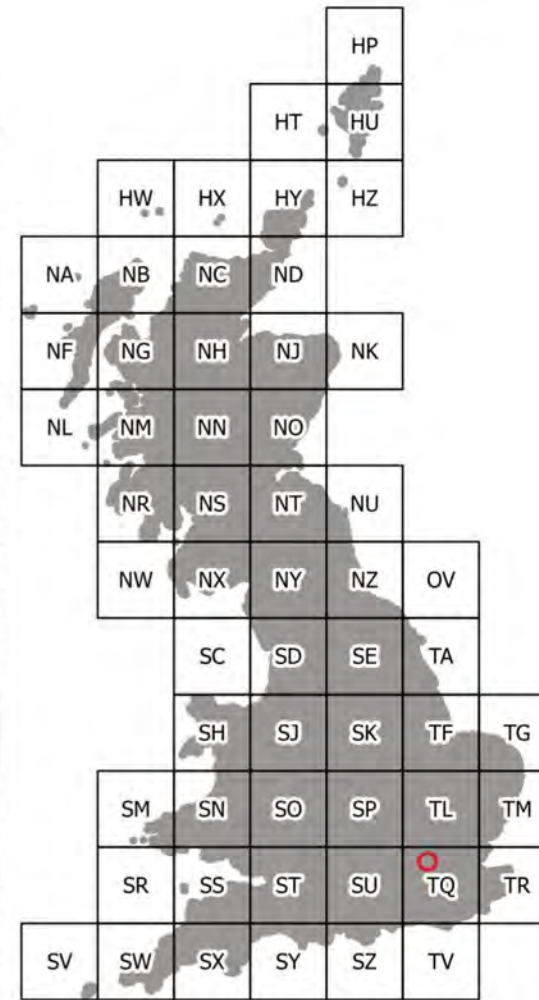 HP
HT HU
HW HX HY HZ
NA NB NC ND
NF NG NH NJ NK
NL NM NN NO
NR NS NT NU
NW NX NY NZ OV
SC SD SE TA
SH SJ SK TF TG
SM SN SO SP TL TM
SR SS ST SU TQ TR
SV SW SX SY SZ TV